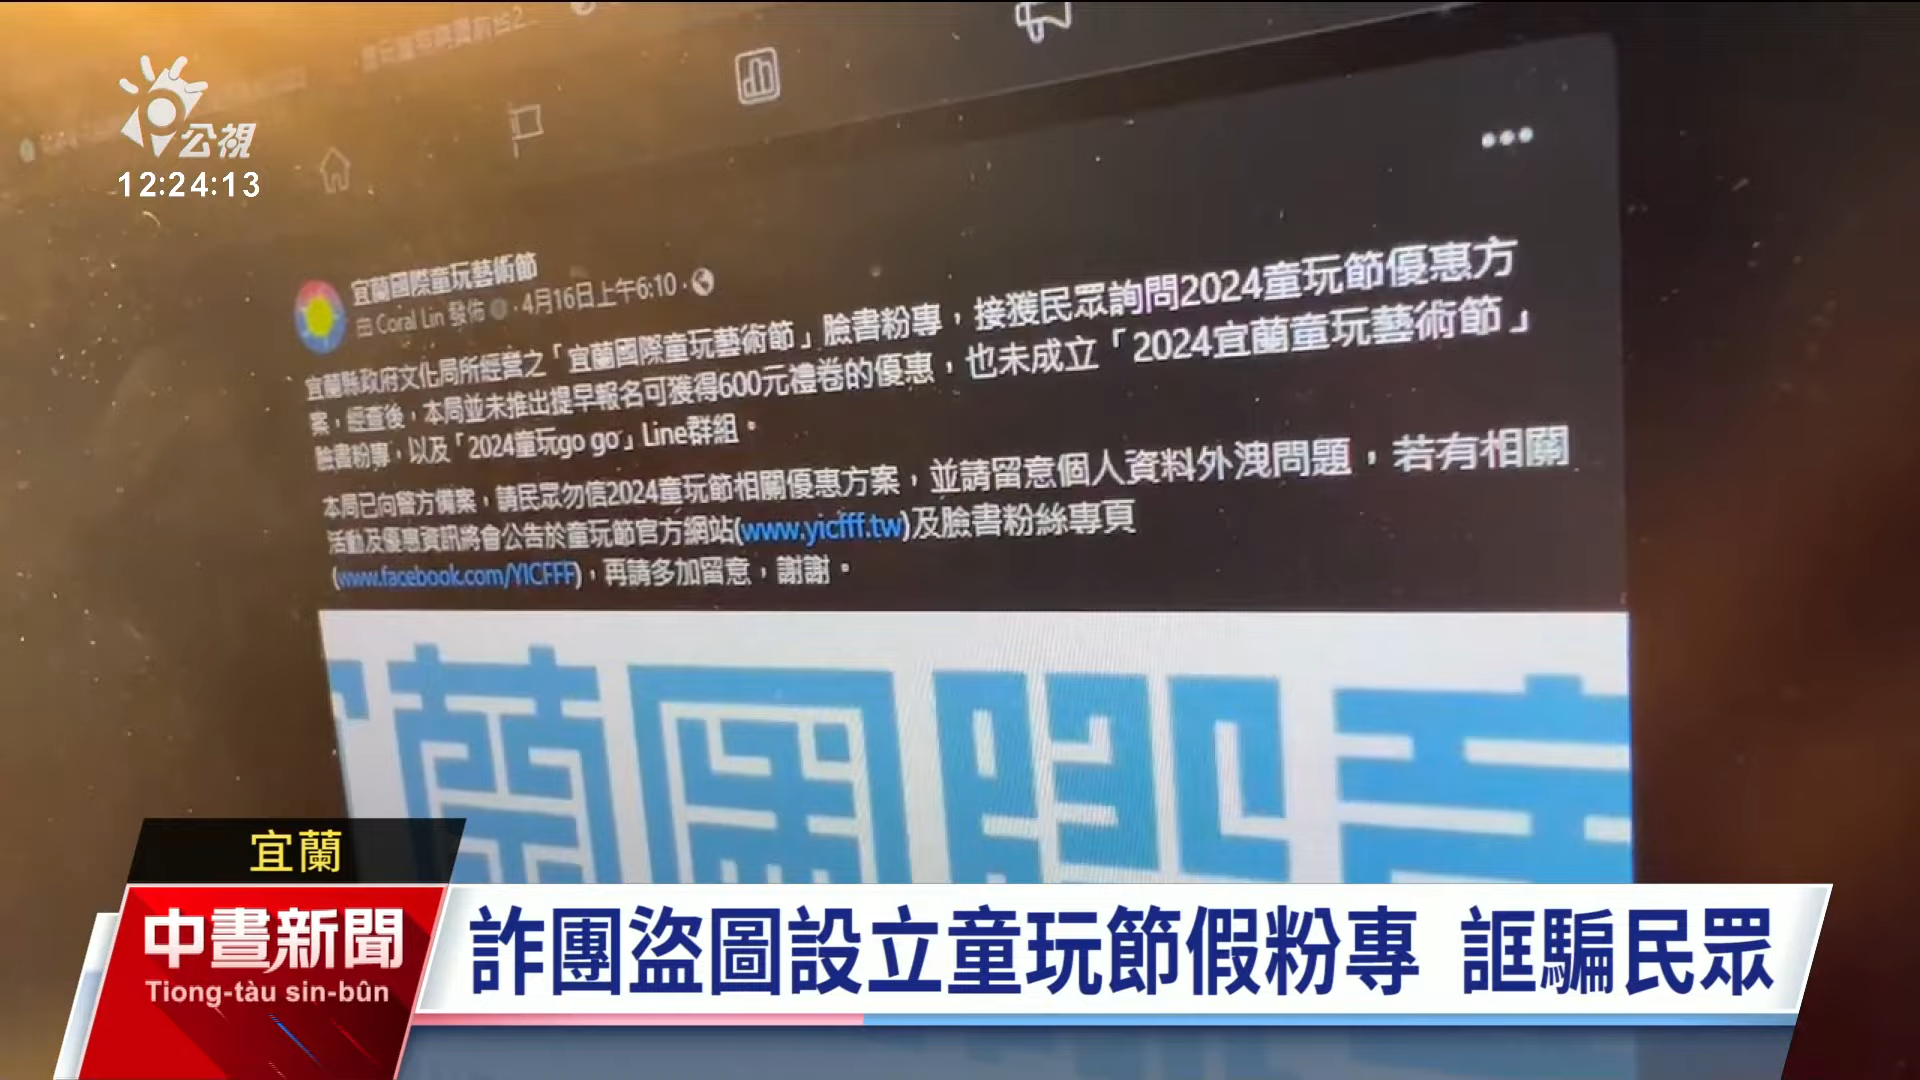 公視
12:24:13
宜蘭國際童玩藝術節
由 Coral Lin 發佈 · 4月16日上午6:10 ·
宜蘭縣政府文化局所經營之「宜蘭國際童玩藝術節」臉書粉專，接獲民眾詢問2024童玩節優惠方
案，經查後，本局並未推出提早報名可獲得600元禮卷的優惠，也未成立「2024宜蘭童玩藝術節」
臉書粉專，以及「2024童玩go go」Line群組。
本局已向警方備案，請民眾勿信2024童玩節相關優惠方案，並請留意個人資料外洩問題，若有相關
活動及優惠資訊將會公告於童玩節官方網站(www.yicfff.tw)及臉書粉絲專頁
(www.facebook.com/YICFFF)，再請多加留意，謝謝。
蘭國際童
宜蘭
中晝新聞
Tiong-tàu sin-bûn
詐團盜圖設立童玩節假粉專 誆騙民眾